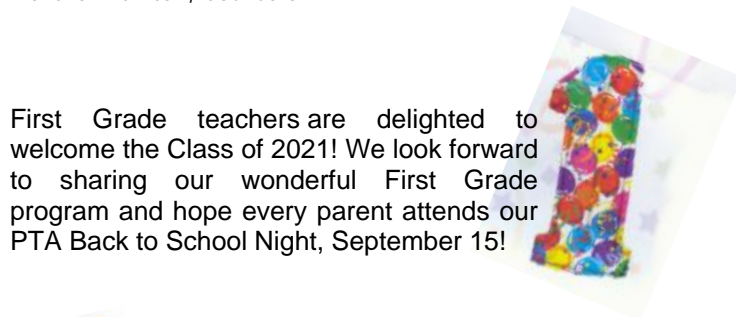 First Grade teachers are delighted to
welcome the Class of 2021! We look forward
to sharing our wonderful First Grade
program and hope every parent attends our
PTA Back to School Night, September 15!